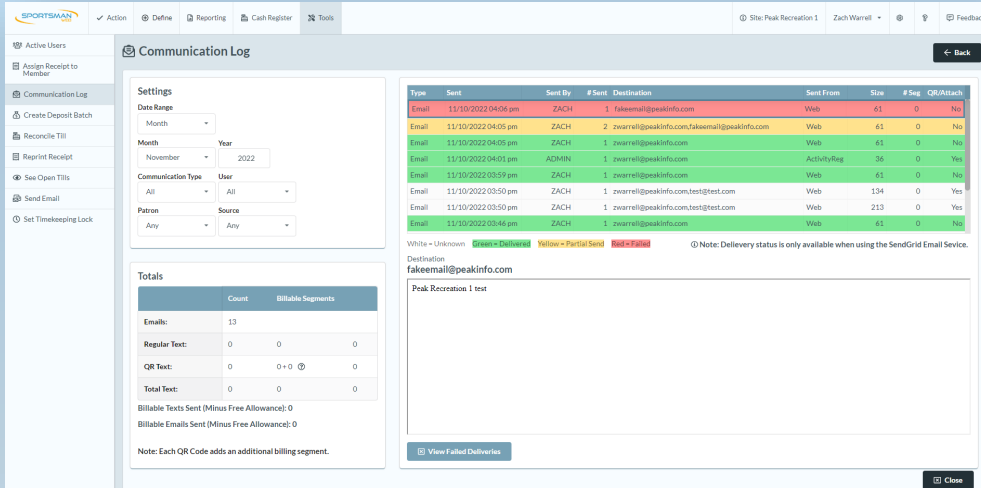 SPORTSMAN
Action Define Reporting Cash Register Tools Site: Peak Recreation 1 Zach Warrell Feedbac
Active Users
Assign Receipt to
Member
Communication Log
Create Deposit Batch
Reconcile Till
Reprint Receipt
See Open Tills
Send Email
Set Timekeeping Lock
Communication Log
← Back
Settings
Date Range
Month
Month Year
November 2022
Communication Type User
All All
Patron Source
Any Any
Totals
Count Billable Segments
Emails: 13
Regular Text: 0 0 0
QR Text: 0 0 + 0 0
Total Text: 0 0 0
Billable Texts Sent (Minus Free Allowance): 0
Billable Emails Sent (Minus Free Allowance): 0
Note: Each QR Code adds an additional billing segment.
Type Sent Sent By # Sent Destination Sent From Size # Seg QR/Attach
Email 11/10/2022 04:06 pm ZACH 1 fakeemail@peakinfo.com Web 61 0 No
Email 11/10/2022 04:05 pm ZACH 2 zwarrell@peakinfo.com,fakeemail@peakinfo.com Web 61 0 No
Email 11/10/2022 04:05 pm ZACH 1 zwarrell@peakinfo.com Web 61 0 No
Email 11/10/2022 04:01 pm ADMIN 1 zwarrell@peakinfo.com ActivityReg 36 0 Yes
Email 11/10/2022 03:59 pm ZACH 1 zwarrell@peakinfo.com Web 61 0 No
Email 11/10/2022 03:50 pm ZACH 1 zwarrell@peakinfo.com,test@test.com Web 134 0 Yes
Email 11/10/2022 03:50 pm ZACH 1 zwarrell@peakinfo.com,test@test.com Web 213 0 Yes
Email 11/10/2022 03:46 pm ZACH 1 zwarrell@peakinfo.com Web 61 0 No
White = Unknown Green = Delivered Yellow = Partial Send Red = Failed Note: Delievery status is only available when using the SendGrid Email Sevice.
Destination
fakeemail@peakinfo.com
Peak Recreation 1 test
View Failed Deliveries
Close